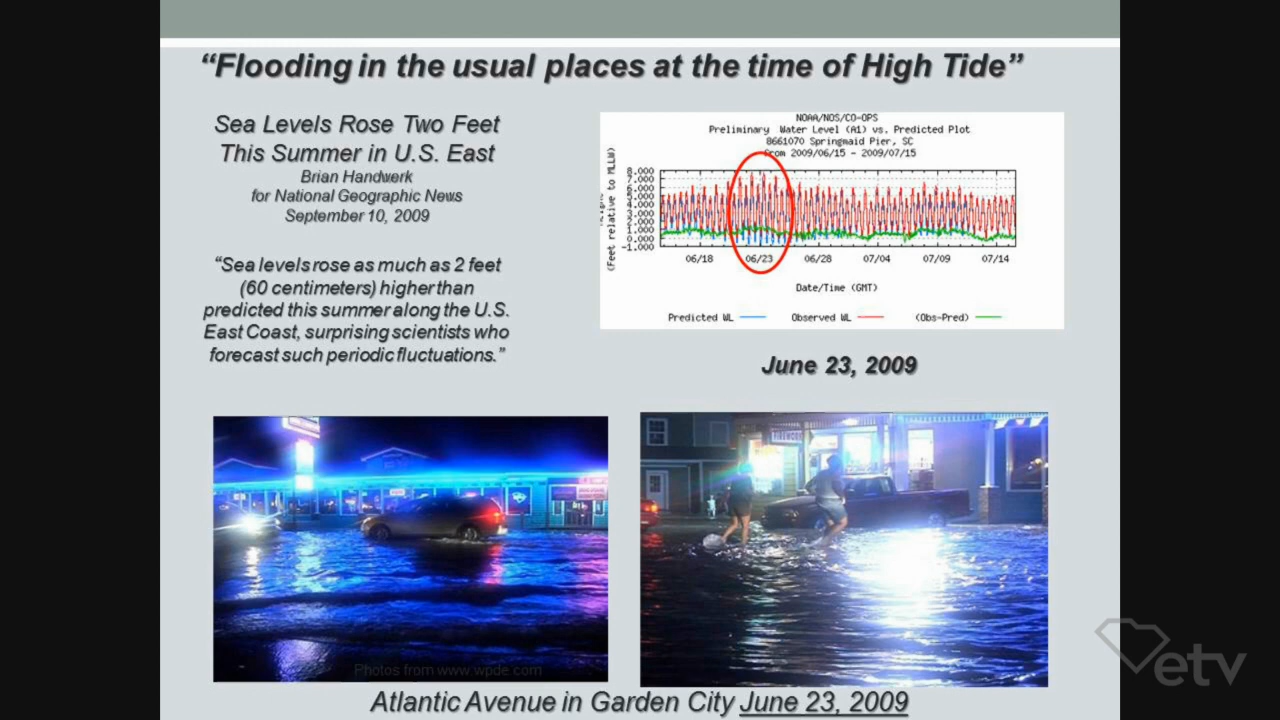 “Flooding in the usual places at the time of High Tide”
Sea Levels Rose Two Feet
This Summer in U.S. East
Brian Handwerk
for National Geographic News
September 10, 2009
“Sea levels rose as much as 2 feet
(60 centimeters) higher than
predicted this summer along the U.S.
East Coast, surprising scientists who
forecast such periodic fluctuations.”
NOAA/NOS/CO-OPS
Preliminary Water Level (A1) vs. Predicted Plot
8661070 Springmaid Pier, SC
from 2009/06/15 - 2009/07/15
Height
(Feet relative to MLLW)
8.000
7.000
6.000
5.000
4.000
3.000
2.000
1.000
0.000
-1.000
06/18 06/23 06/28 07/04 07/09 07/14
Date/Time (GMT)
Predicted WL Observed WL (Obs-Pred)
June 23, 2009
Photos from www.wpde.com
Atlantic Avenue in Garden City June 23, 2009
etv